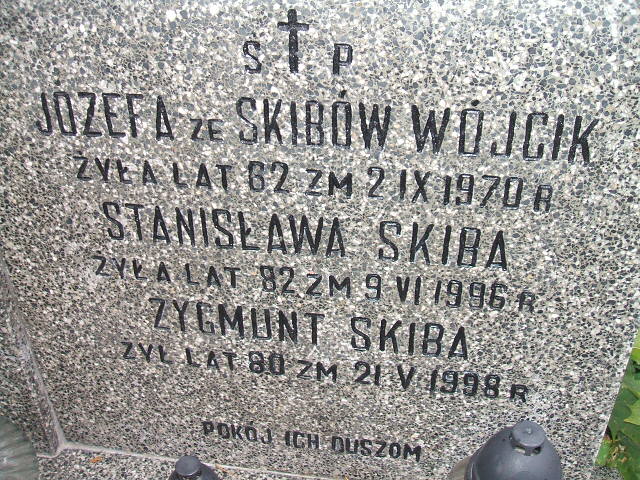 S P
JOZEFA ZE SKIBÓW WÓJCIK
ŻYŁA LAT 62 ZM 2 IX 1970 R
STANISŁAWA SKIBA
ŻYŁA LAT 82 ZM 9 VI 1996 R
ZYGMUNT SKIBA
ŻYŁ LAT 80 ZM 21 V 1998 R
POKÓJ ICH DUSZOM